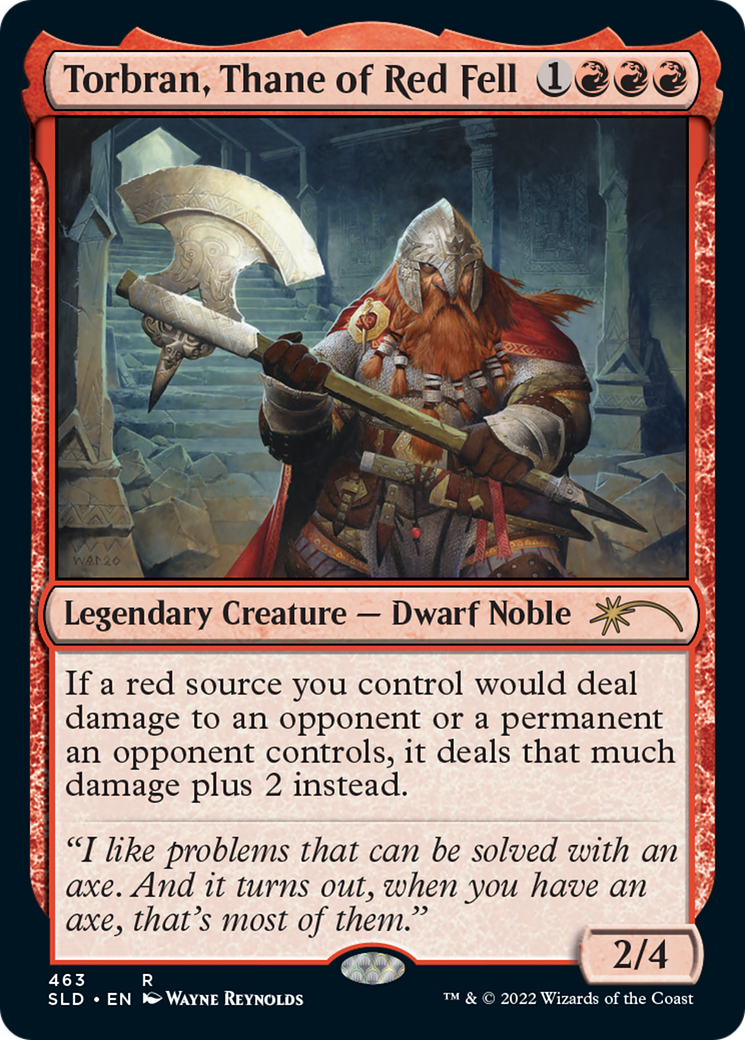 Torbran, Thane of Red Fell 1
WAR20
Legendary Creature — Dwarf Noble
If a red source you control would deal
damage to an opponent or a permanent
an opponent controls, it deals that much
damage plus 2 instead.
“I like problems that can be solved with an
axe. And it turns out, when you have an
axe, that’s most of them.”
2/4
463 R
SLD • EN Wayne Reynolds
™ & © 2022 Wizards of the Coast